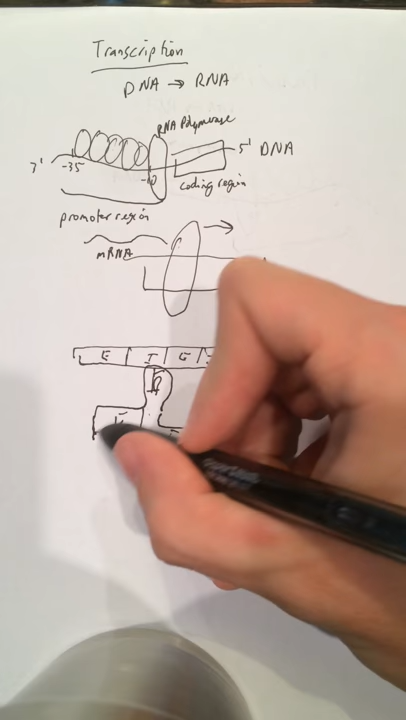 Transcription
DNA → RNA
RNA Polymerase
3' -35 -10 5' DNA
coding region
promoter region
mRNA
E I G